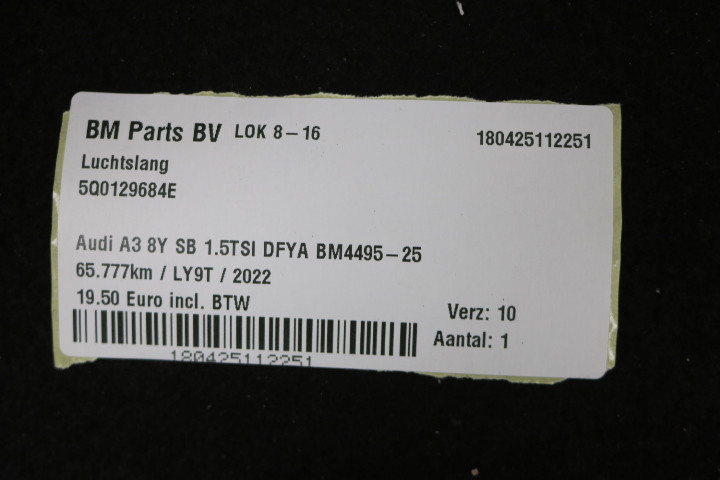 BM Parts BV LOK 8-16 180425112251
Luchtslang
5Q0129684E
Audi A3 8Y SB 1.5TSI DFYA BM4495-25
65.777km / LY9T / 2022
19.50 Euro incl. BTW
Verz: 10
Aantal: 1
180425112251